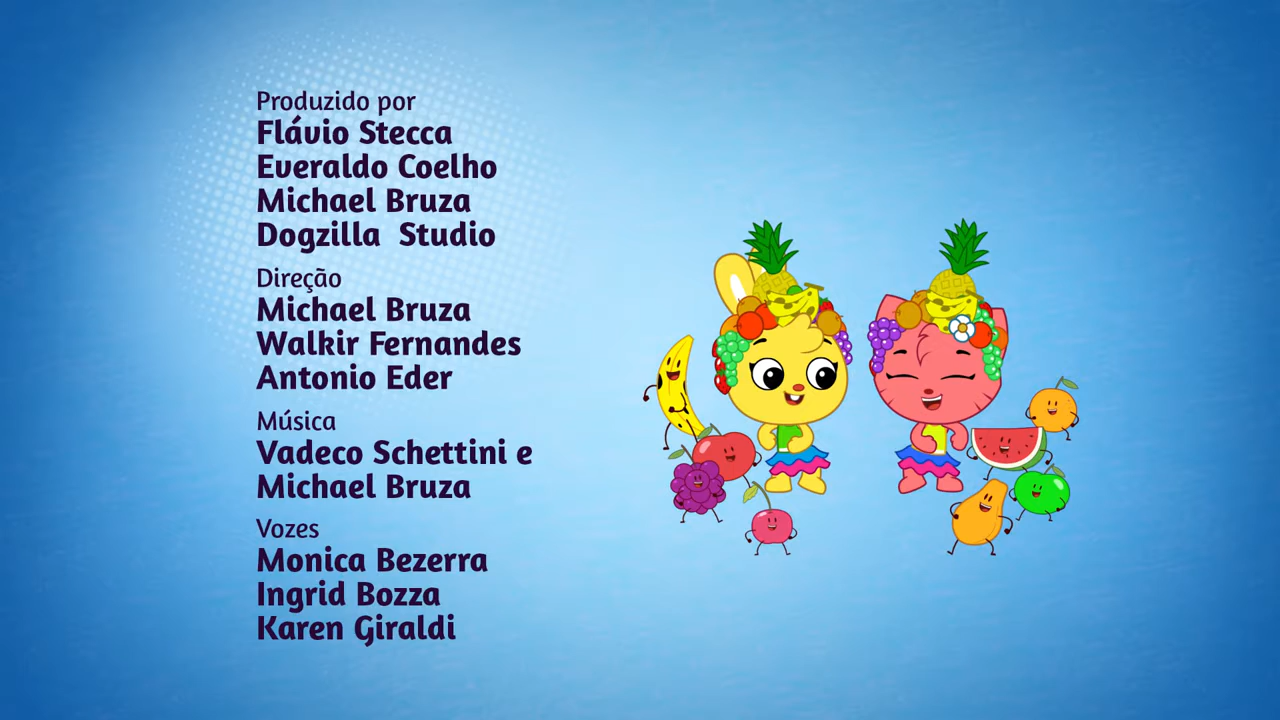 Produzido por
Flávio Stecca
Everaldo Coelho
Michael Bruza
Dogzilla  Studio
Direção
Michael Bruza
Walkir Fernandes
Antonio Eder
Música
Vadeco Schettini e
Michael Bruza
Vozes
Monica Bezerra
Ingrid Bozza
Karen Giraldi